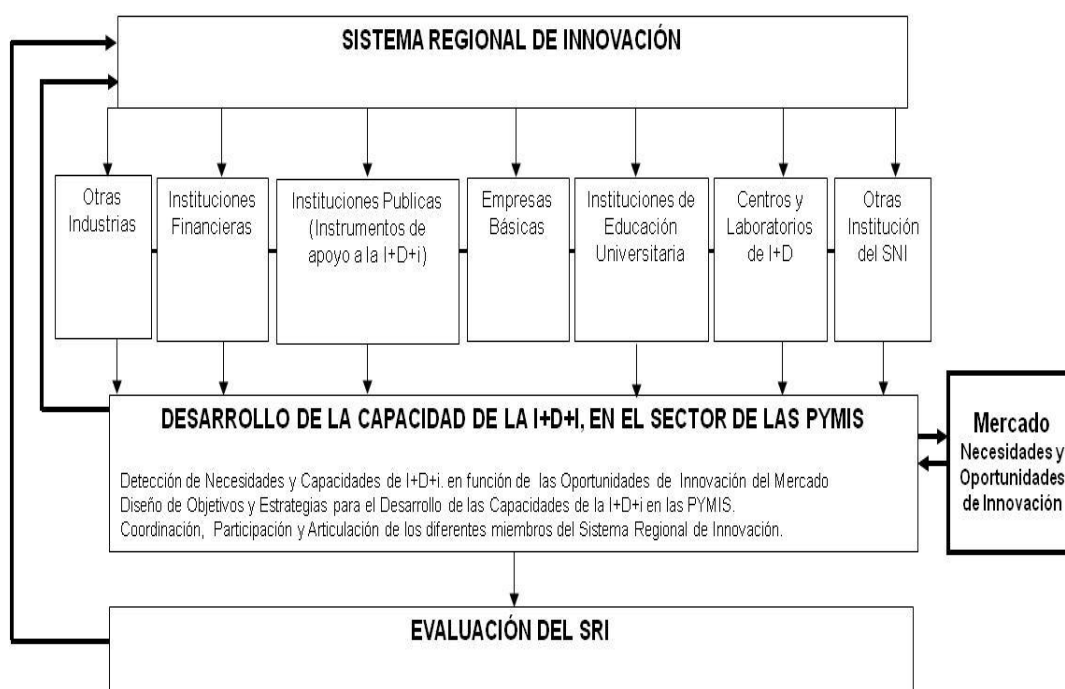 SISTEMA REGIONAL DE INNOVACIÓN
Otras
Industrias
Instituciones
Financieras
Instituciones Publicas
(Instrumentos de
apoyo a la I+D+i)
Empresas
Básicas
Instituciones de
Educación
Universitaria
Centros y
Laboratorios
de I+D
Otras
Institución
del SNI
DESARROLLO DE LA CAPACIDAD DE LA I+D+I, EN EL SECTOR DE LAS PYMIS
Detección de Necesidades y Capacidades de I+D+i. en función de las Oportunidades de Innovación del Mercado
Diseño de Objetivos y Estrategias para el Desarrollo de las Capacidades de la I+D+i en las PYMIS.
Coordinación, Participación y Articulación de los diferentes miembros del Sistema Regional de Innovación.
Mercado
Necesidades y
Oportunidades
de Innovación
EVALUACIÓN DEL SRI